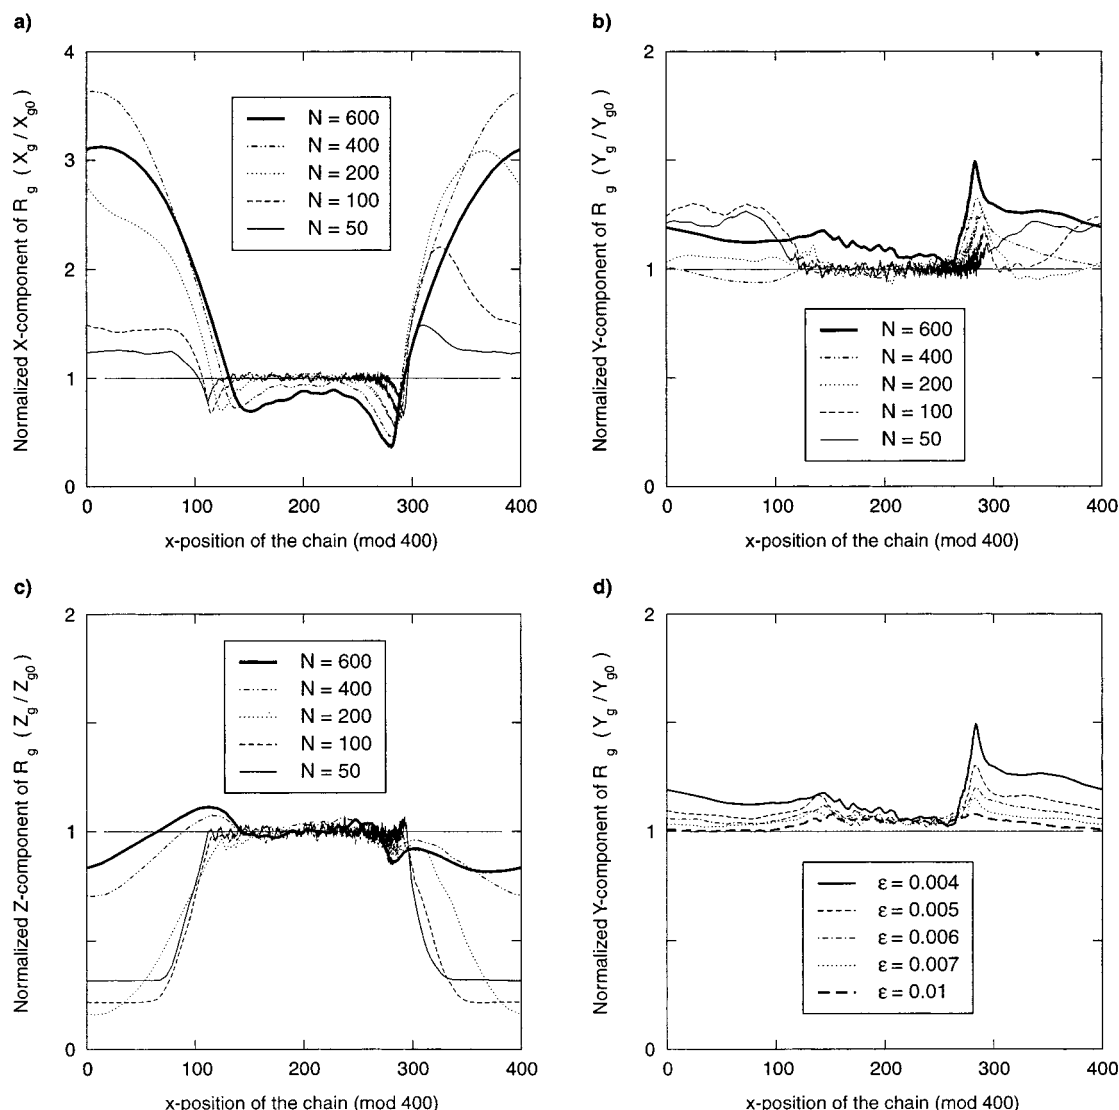 a)
Normalized X-component of R g ( X g / X g0 )
4
3
2
1
0
N = 600
N = 400
N = 200
N = 100
N = 50
0 100 200 300 400
x-position of the chain (mod 400)
b)
Normalized Y-component of R g ( Y g / Y g0 )
2
1
0
N = 600
N = 400
N = 200
N = 100
N = 50
0 100 200 300 400
x-position of the chain (mod 400)
c)
Normalized Z-component of R g ( Z g / Z g0 )
2
1
0
N = 600
N = 400
N = 200
N = 100
N = 50
0 100 200 300 400
x-position of the chain (mod 400)
d)
Normalized Y-component of R g ( Y g / Y g0 )
2
1
0
ε = 0.004
ε = 0.005
ε = 0.006
ε = 0.007
ε = 0.01
0 100 200 300 400
x-position of the chain (mod 400)